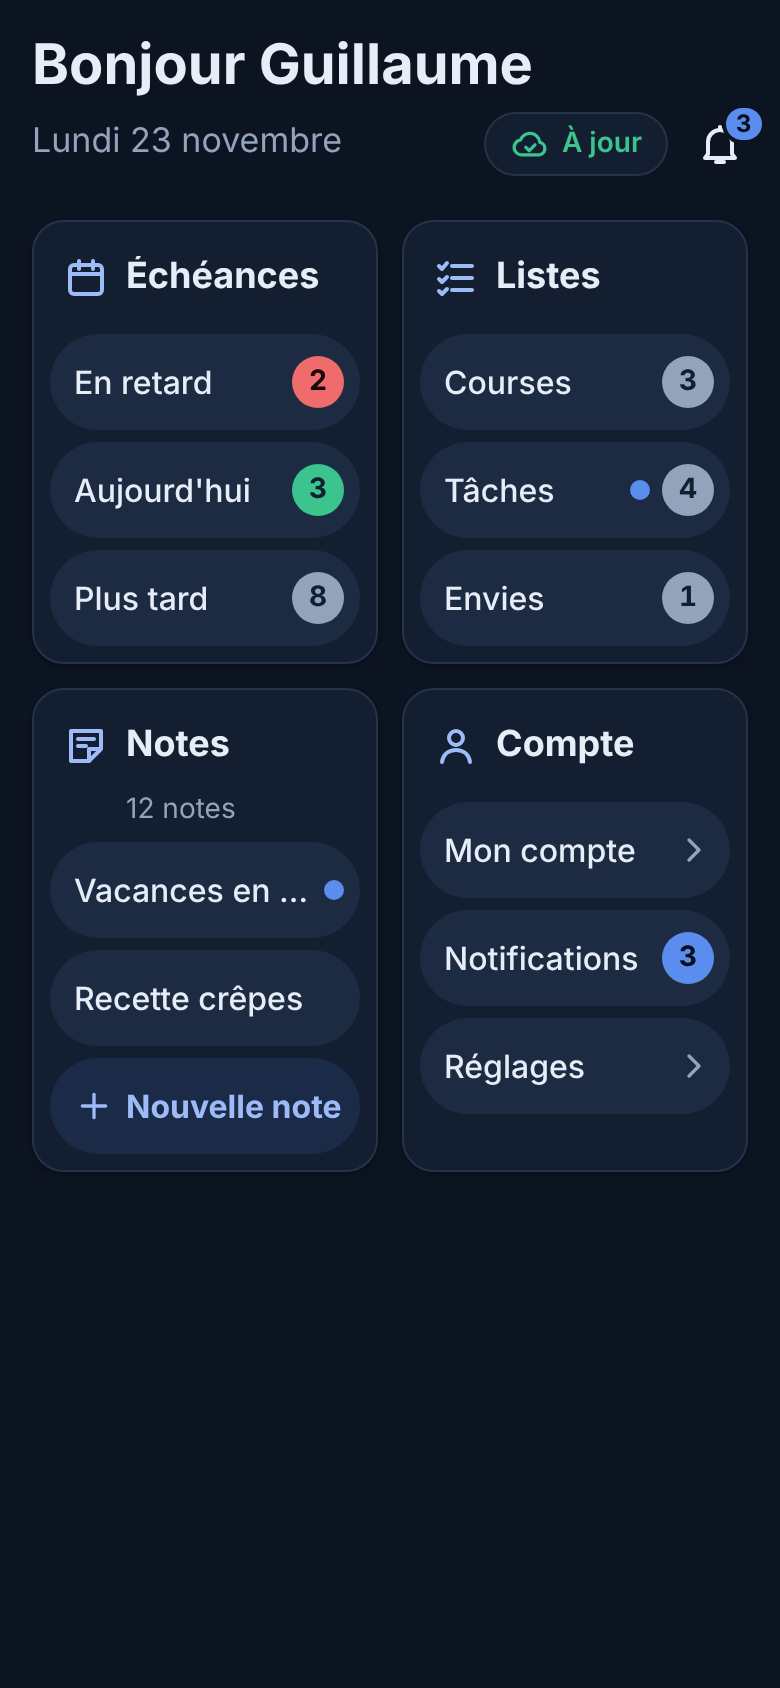 Bonjour Guillaume
Lundi 23 novembre
À jour
3
Échéances
En retard 2
Aujourd'hui 3
Plus tard 8
Listes
Courses 3
Tâches 4
Envies 1
Notes
12 notes
Vacances en ...
Recette crêpes
+ Nouvelle note
Compte
Mon compte
Notifications 3
Réglages